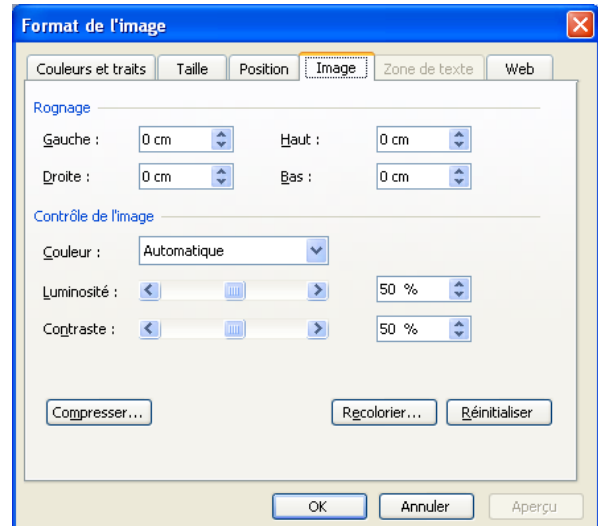 Format de l'image
Couleurs et traits Taille Position Image Zone de texte Web
Rognage
Gauche : 0 cm Haut : 0 cm
Droite : 0 cm Bas : 0 cm
Contrôle de l'image
Couleur : Automatique
Luminosité : 50 %
Contraste : 50 %
Compresser... Recolorier... Réinitialiser
OK Annuler Aperçu